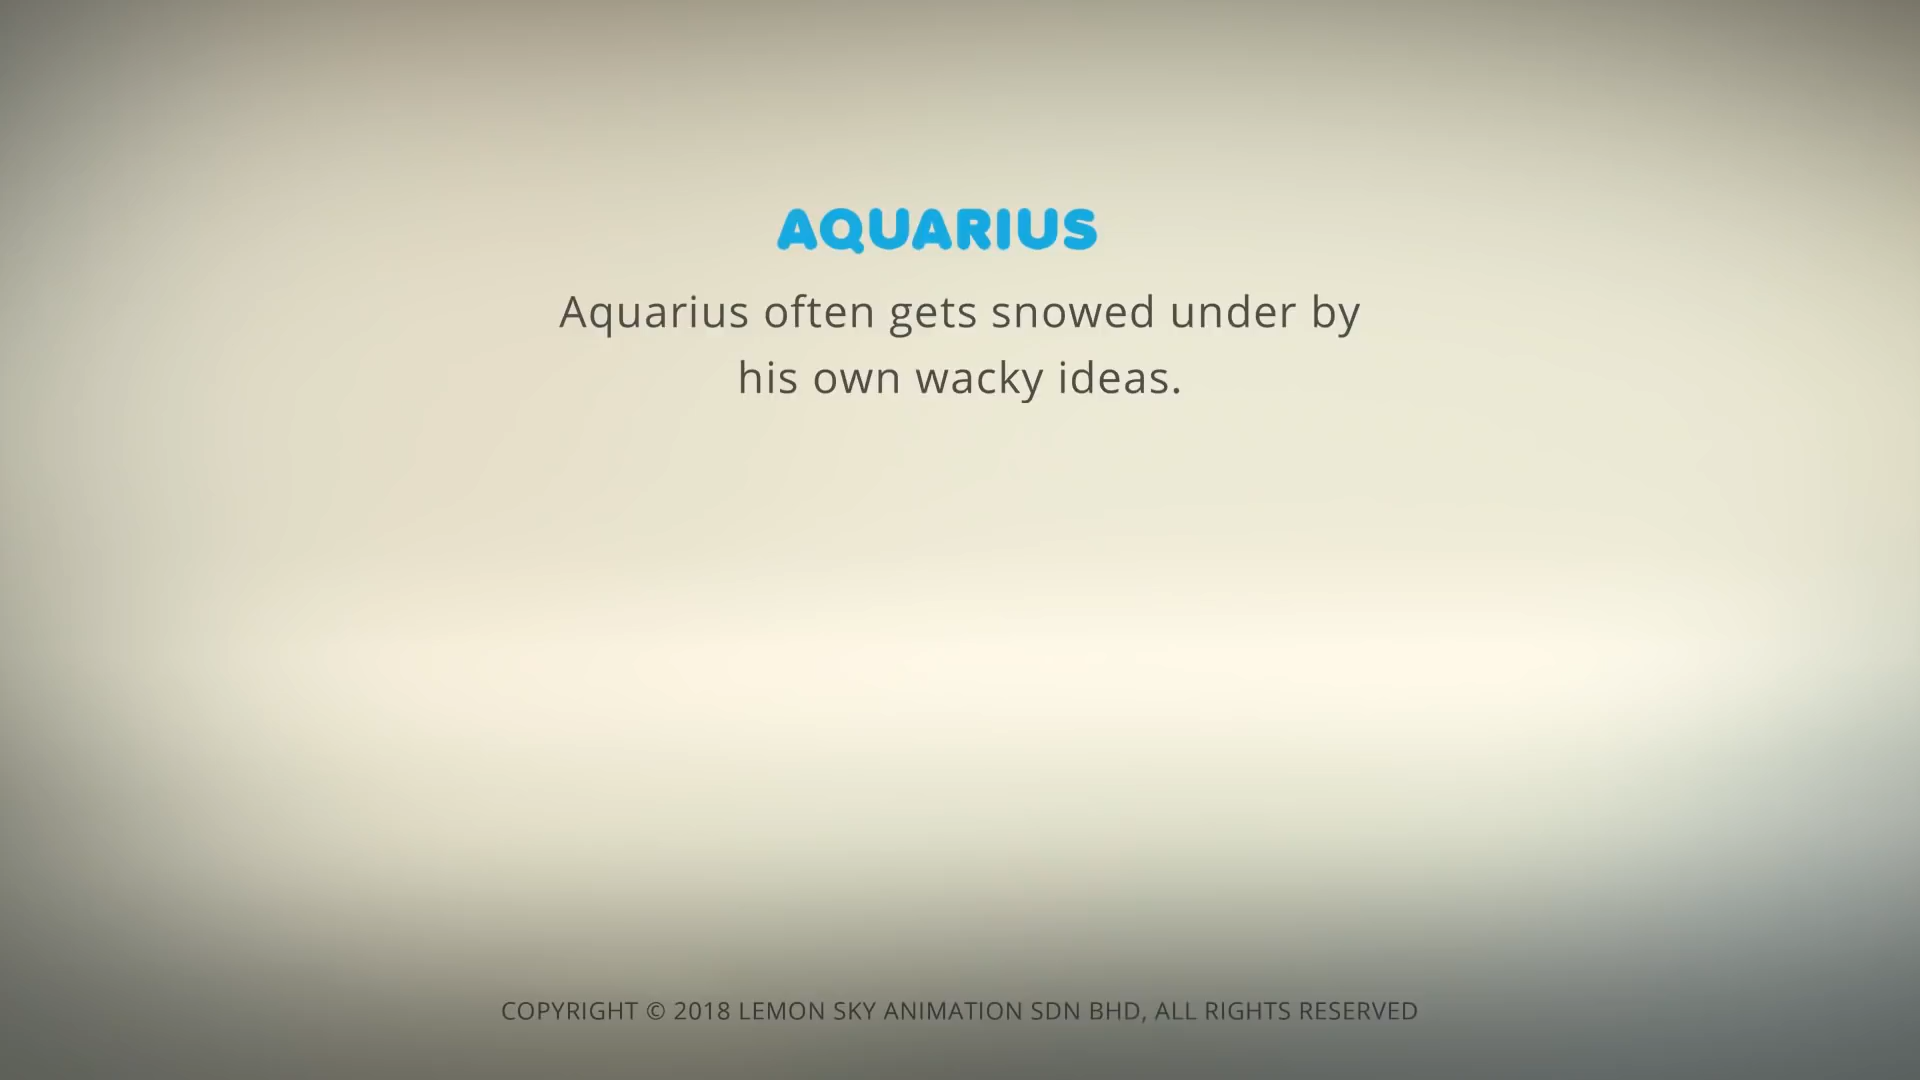 AQUARIUS
Aquarius often gets snowed under by
his own wacky ideas.
COPYRIGHT © 2018 LEMON SKY ANIMATION SDN BHD, ALL RIGHTS RESERVED